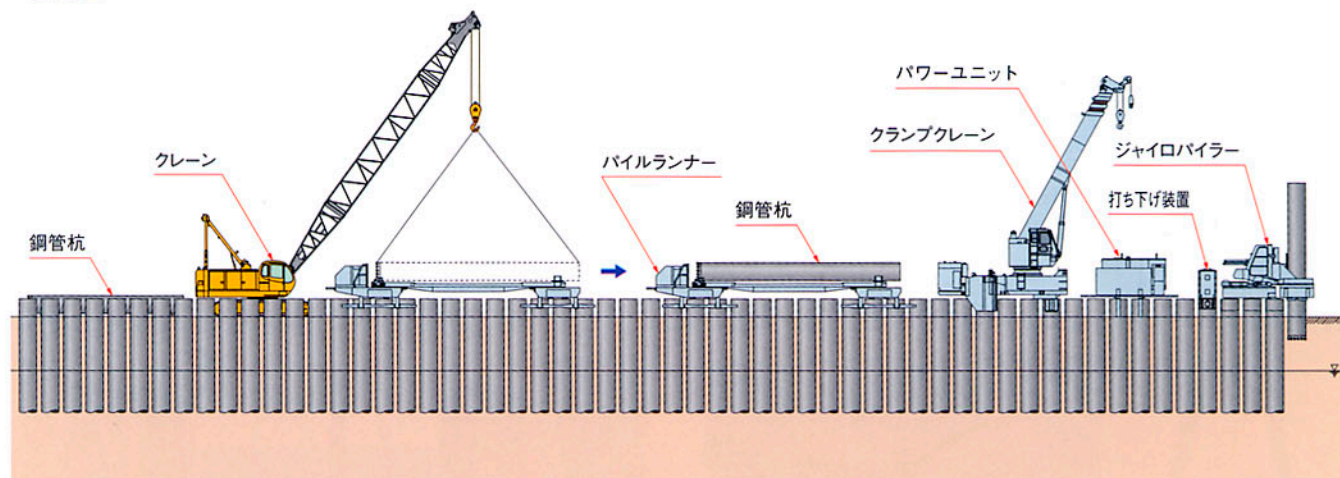 鋼管杭
クレーン
パイルランナー
鋼管杭
クランプクレーン
パワーユニット
打ち下げ装置
ジャイロパイラー